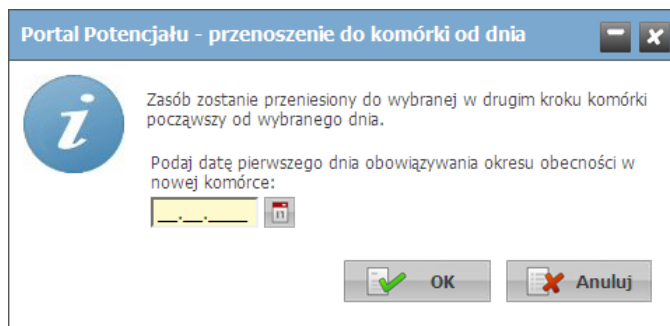 Portal Potencjału - przenoszenie do komórki od dnia
Zasób zostanie przeniesiony do wybranej w drugim kroku komórki
począwszy od wybranego dnia.
Podaj datę pierwszego dnia obowiązywania okresu obecności w
nowej komórce:
__.__.____
OK
Anuluj